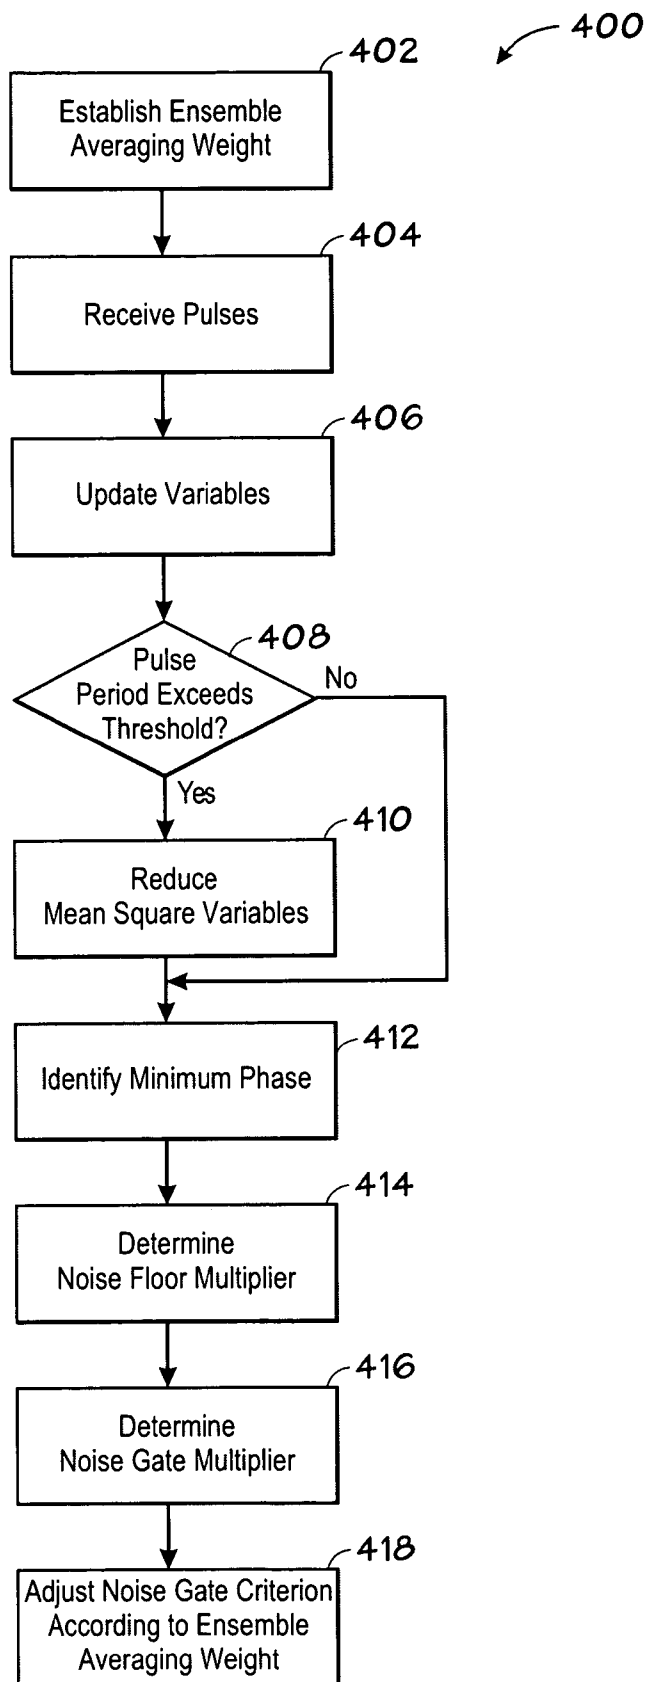 400
402
Establish Ensemble
Averaging Weight
404
Receive Pulses
406
Update Variables
408
Pulse
Period Exceeds
Threshold?
No
Yes
410
Reduce
Mean Square Variables
412
Identify Minimum Phase
414
Determine
Noise Floor Multiplier
416
Determine
Noise Gate Multiplier
418
Adjust Noise Gate Criterion
According to Ensemble
Averaging Weight